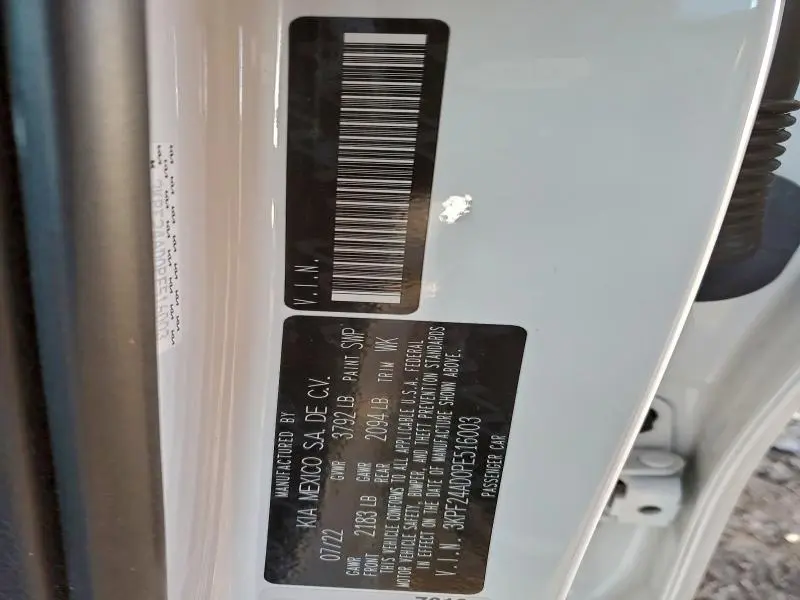 V.I.N.
MANUFACTURED BY
KIA MEXICO S.A. DE C.V.
07/22 GVWR 3792 LB PAINT SWP
GAWR FRONT 2183 LB GAWR REAR 2094 LB TRIM WK
THIS VEHICLE CONFORMS TO ALL APPLICABLE U.S.A. FEDERAL
MOTOR VEHICLE SAFETY, BUMPER, AND THEFT PREVENTION STANDARDS
IN EFFECT ON THE DATE OF MANUFACTURE SHOWN ABOVE.
V.I.N. 3KPF24AD0PE516003
PASSENGER CAR